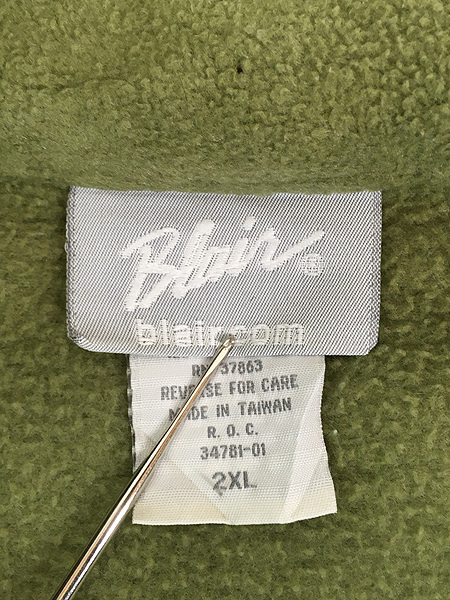 Blair®
blair.com
RN 37863
REVERSE FOR CARE
MADE IN TAIWAN
R. O. C.
34781-01
2XL